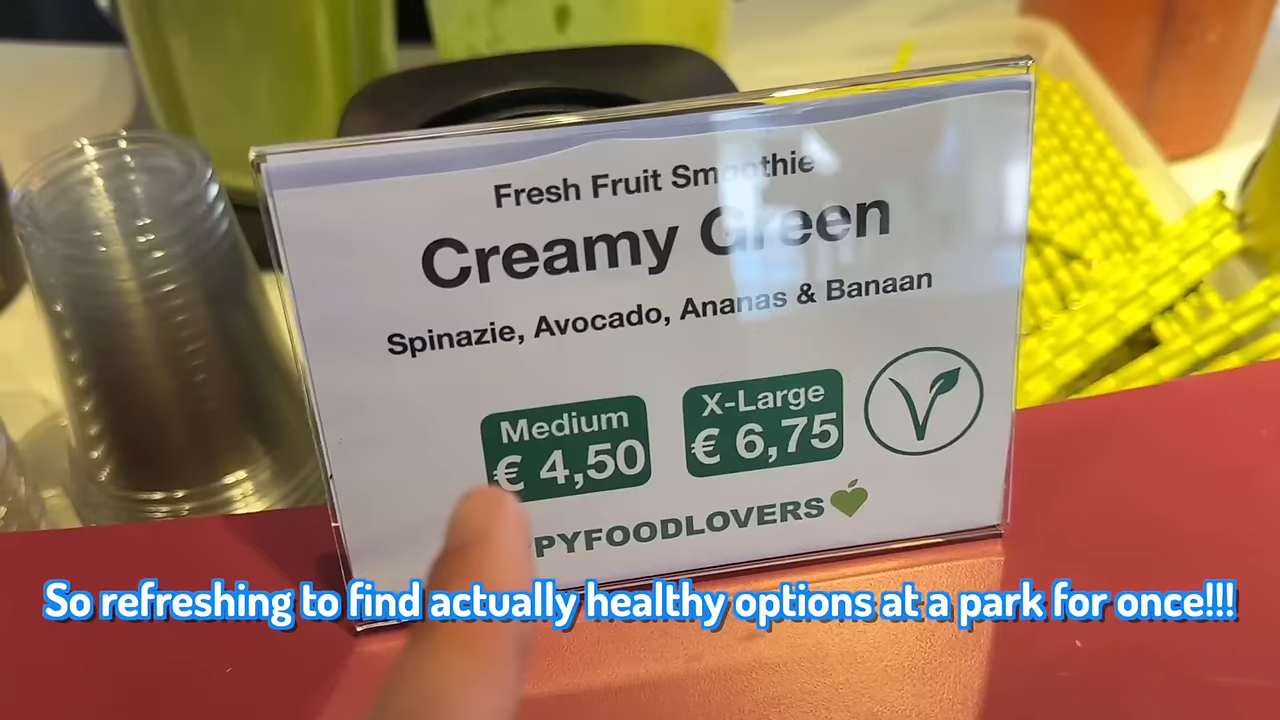 Fresh Fruit Smoothie
Creamy Green
Spinazie, Avocado, Ananas & Banaan
Medium
€ 4,50
X-Large
€ 6,75
PYFOODLOVERS
So refreshing to find actually healthy options at a park for once!!!